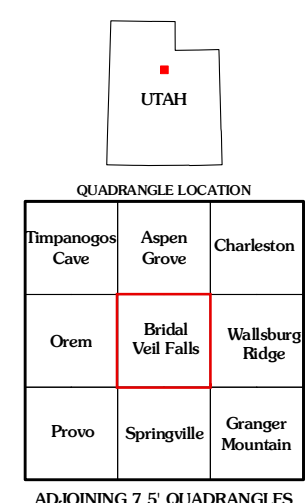 UTAH
QUADRANGLE LOCATION
Timpanogos
Cave
Aspen
Grove
Charleston
Orem
Bridal
Veil Falls
Wallsburg
Ridge
Provo
Springville
Granger
Mountain
ADJOINING 7.5' QUADRANGLES